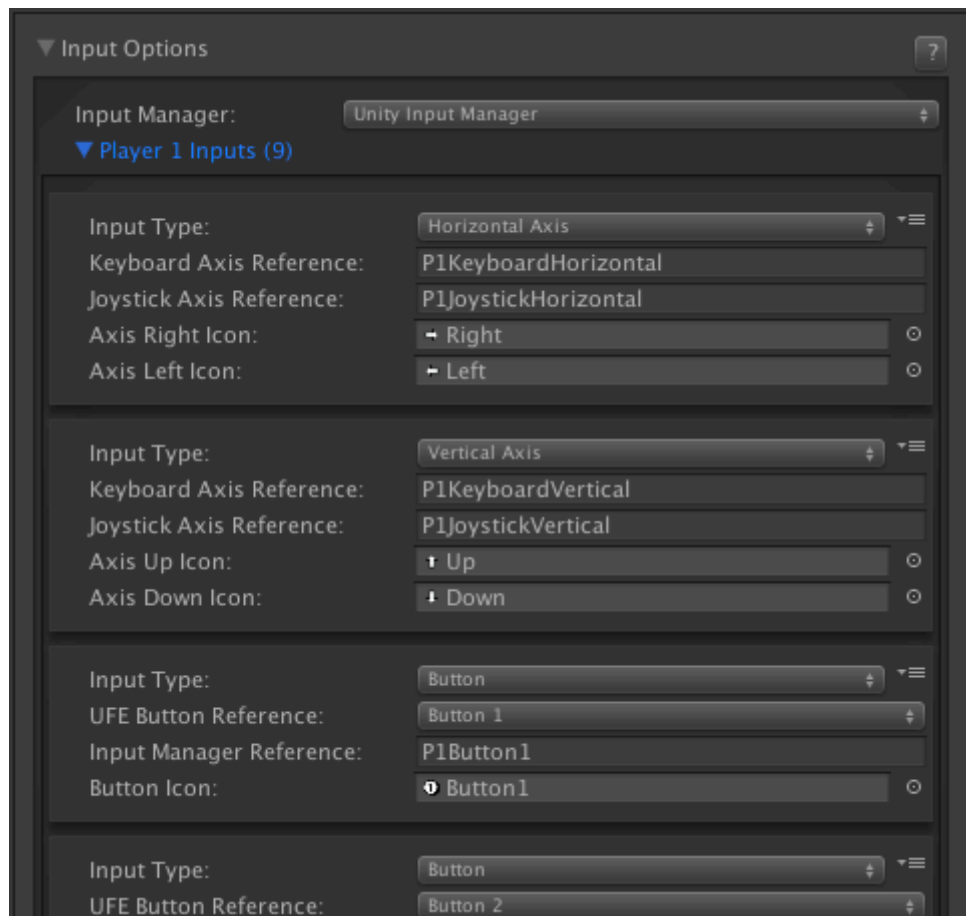 Input Options
?
Input Manager: Unity Input Manager
Player 1 Inputs (9)
Input Type: Horizontal Axis
Keyboard Axis Reference: P1KeyboardHorizontal
Joystick Axis Reference: P1JoystickHorizontal
Axis Right Icon: Right
Axis Left Icon: Left
Input Type: Vertical Axis
Keyboard Axis Reference: P1KeyboardVertical
Joystick Axis Reference: P1JoystickVertical
Axis Up Icon: Up
Axis Down Icon: Down
Input Type: Button
UFE Button Reference: Button 1
Input Manager Reference: P1Button1
Button Icon: Button1
Input Type: Button
UFE Button Reference: Button 2